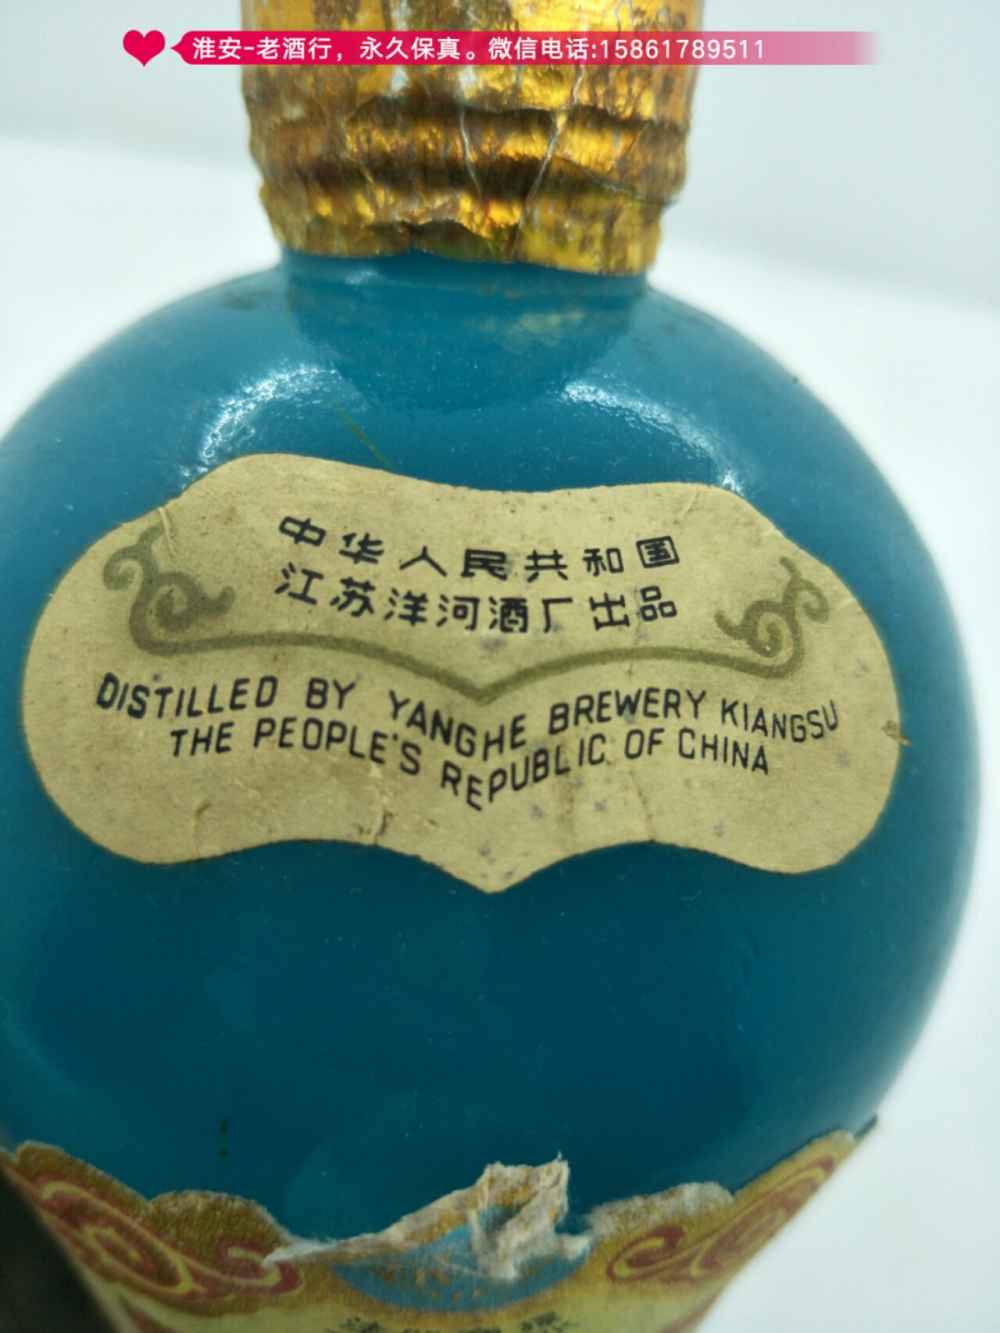 淮安-老酒行，永久保真。微信电话:15861789511
中华人民共和国
江苏洋河酒厂出品
DISTILLED BY YANGHE BREWERY KIANGSU
THE PEOPLE'S REPUBLIC OF CHINA